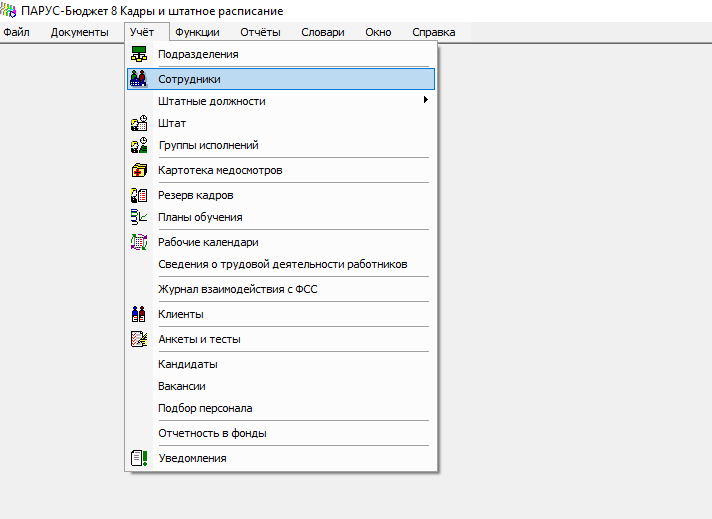 ПАРУС-Бюджет 8 Кадры и штатное расписание
Файл Документы Учёт Функции Отчёты Словари Окно Справка
Подразделения
Сотрудники
Штатные должности
Штат
Группы исполнений
Картотека медосмотров
Резерв кадров
Планы обучения
Рабочие календари
Сведения о трудовой деятельности работников
Журнал взаимодействия с ФСС
Клиенты
Анкеты и тесты
Кандидаты
Вакансии
Подбор персонала
Отчетность в фонды
Уведомления